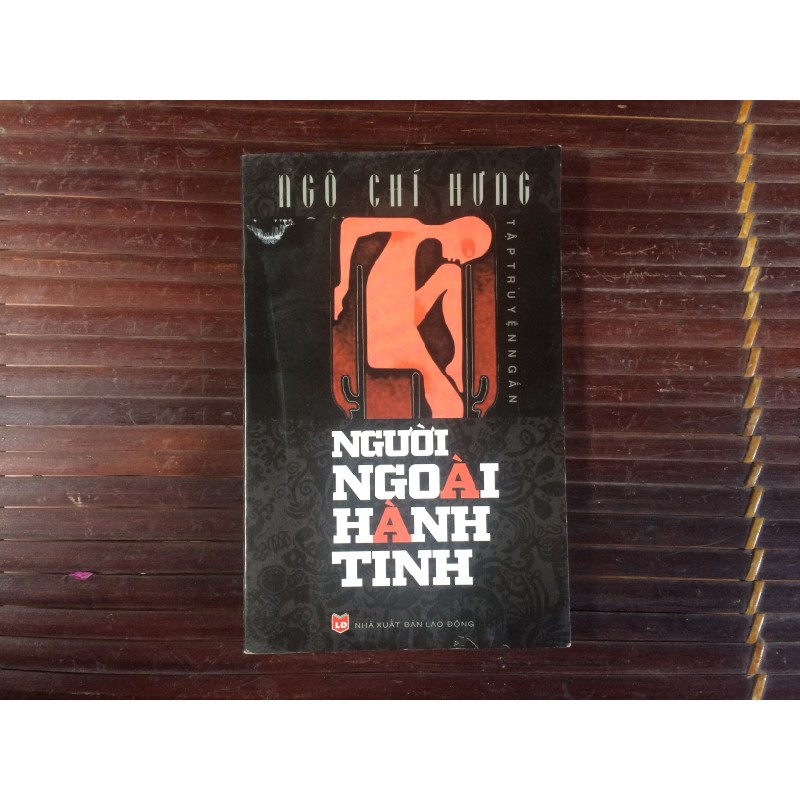 NGÔ CHÍ HƯNG
TẬP TRUYỆN NGẮN
NGƯỜI
NGOÀI
HÀNH
TINH
LĐ NHÀ XUẤT BẢN LAO ĐỘNG